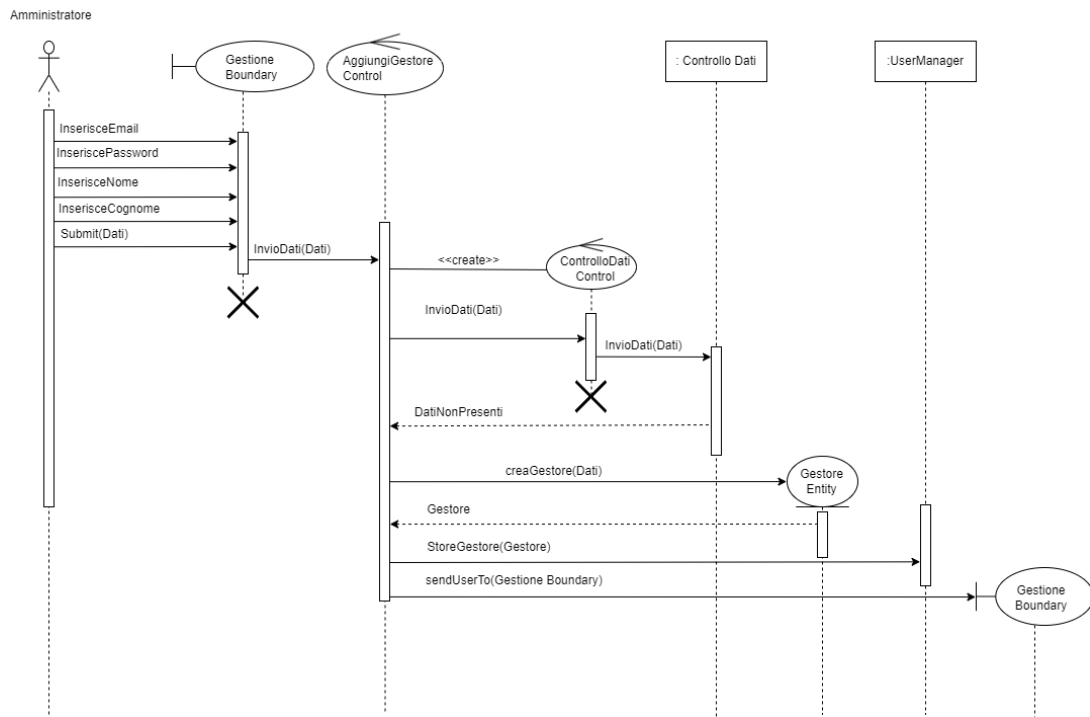 Amministratore
Gestione
Boundary
AggiungiGestore
Control
: Controllo Dati
:UserManager
InserisceEmail
InseriscePassword
InserisceNome
InserisceCognome
Submit(Dati)
InvioDati(Dati)
<<create>>
ControlloDati
Control
InvioDati(Dati)
InvioDati(Dati)
DatiNonPresenti
creaGestore(Dati)
Gestore
Entity
Gestore
StoreGestore(Gestore)
sendUserTo(Gestione Boundary)
Gestione
Boundary